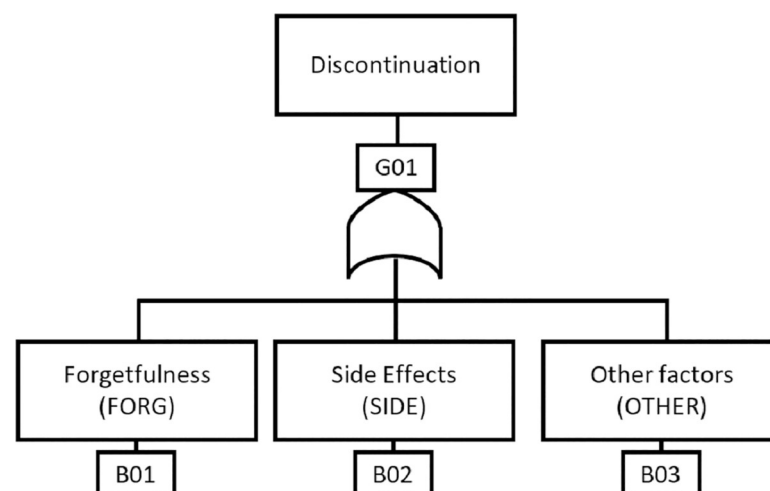 Discontinuation
G01
Forgetfulness
(FORG)
Side Effects
(SIDE)
Other factors
(OTHER)
B01
B02
B03